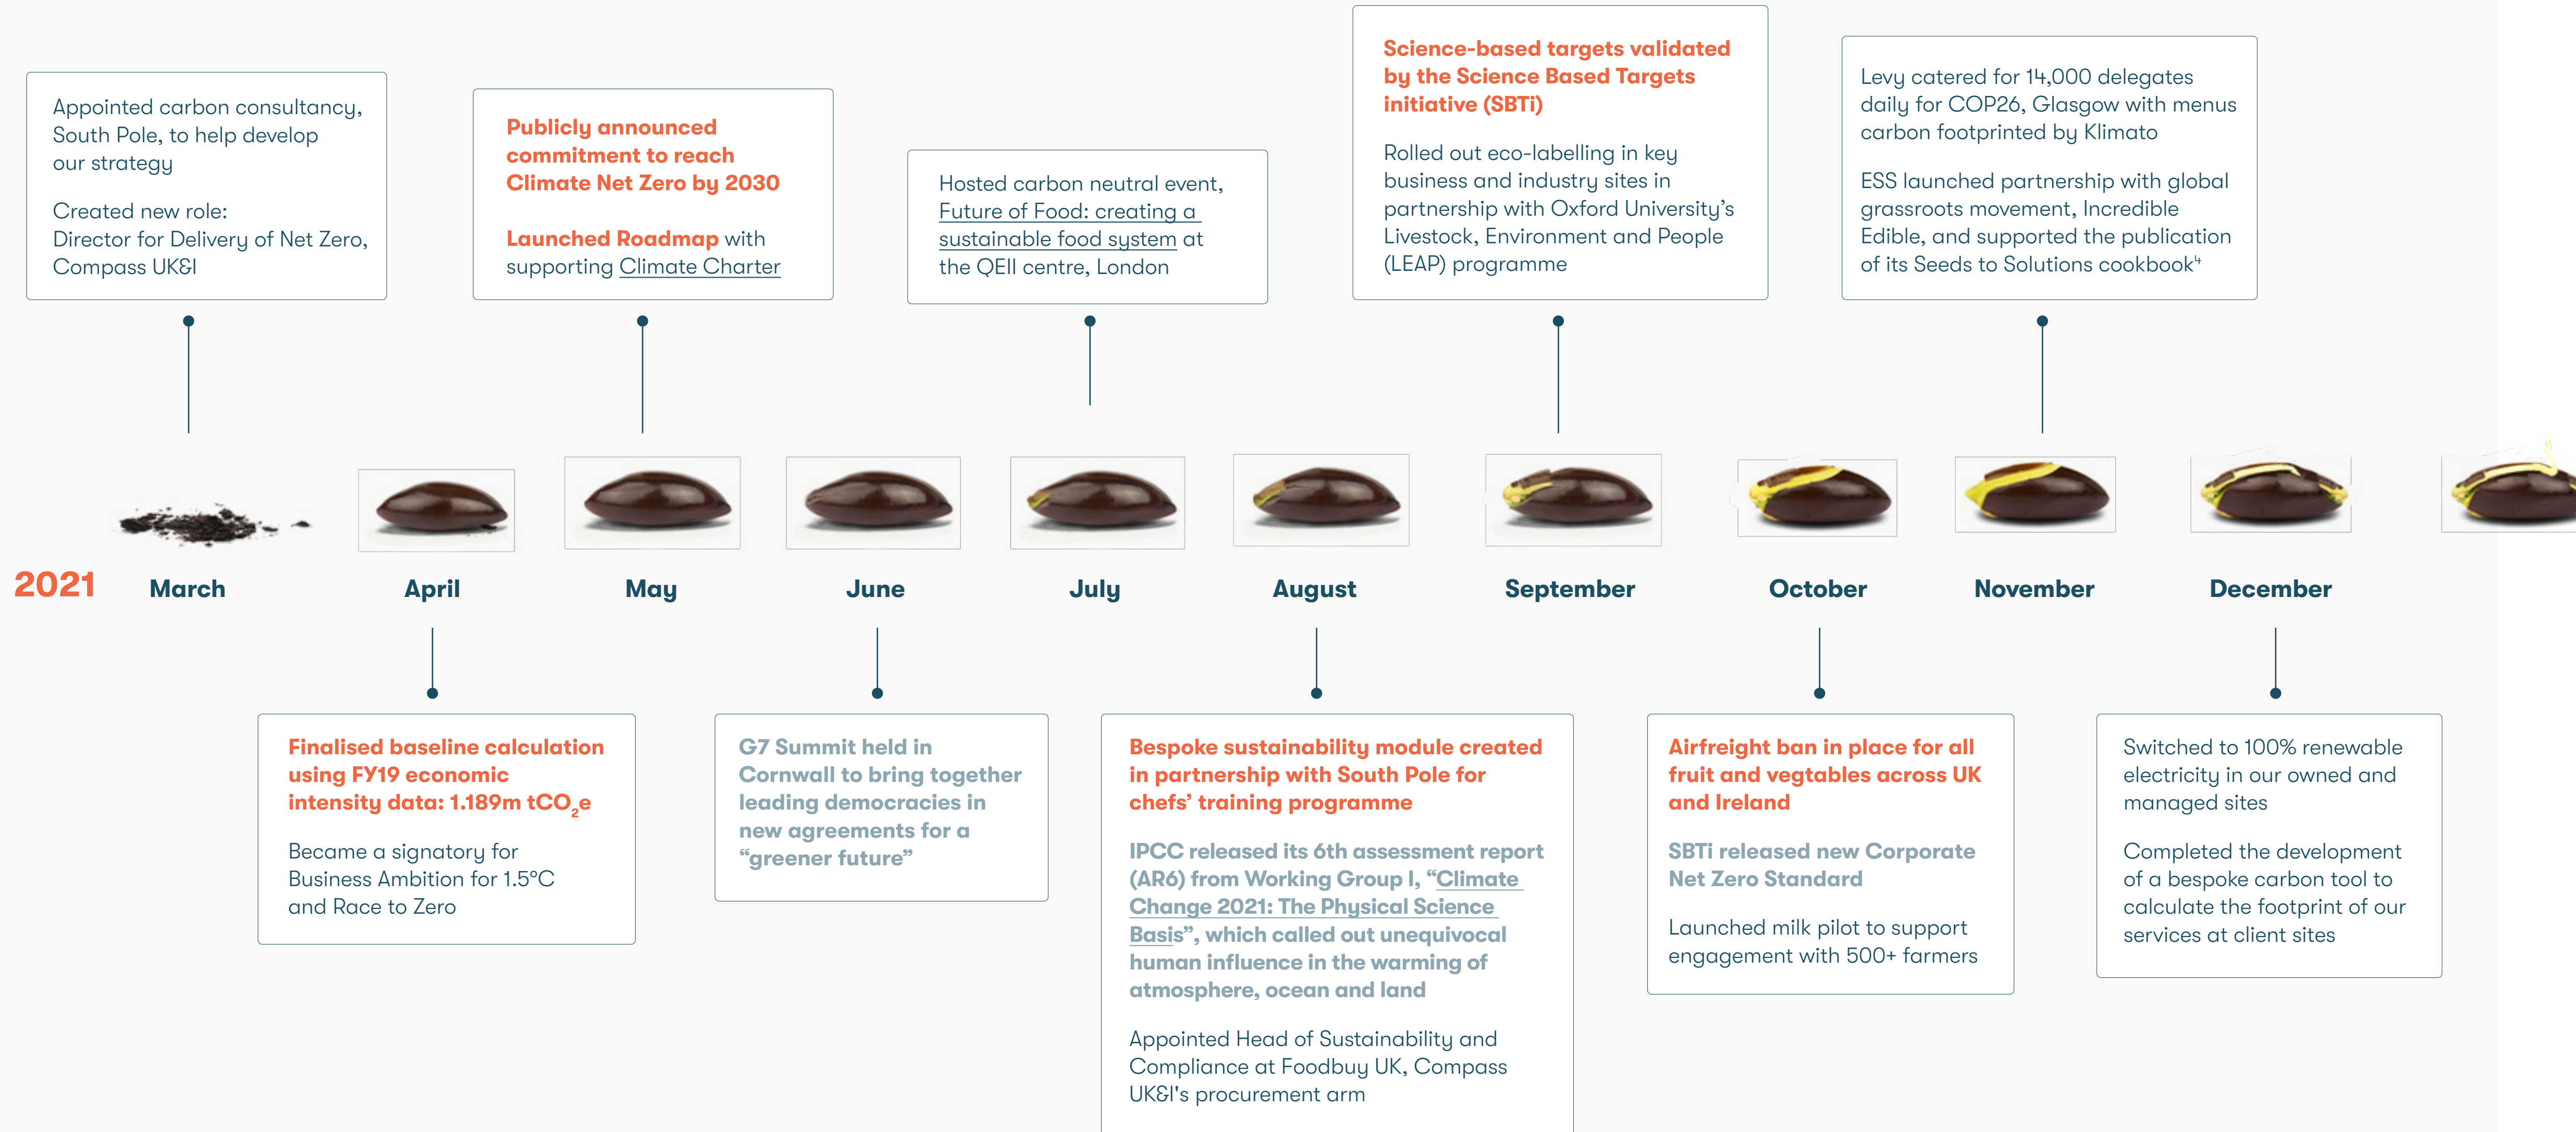 Appointed carbon consultancy,
South Pole, to help develop
our strategy
Created new role:
Director for Delivery of Net Zero,
Compass UK&I
Publicly announced
commitment to reach
Climate Net Zero by 2030
Launched Roadmap with
supporting Climate Charter
Hosted carbon neutral event,
Future of Food: creating a
sustainable food system at
the QEII centre, London
Science-based targets validated
by the Science Based Targets
initiative (SBTi)
Rolled out eco-labelling in key
business and industry sites in
partnership with Oxford University’s
Livestock, Environment and People
(LEAP) programme
Levy catered for 14,000 delegates
daily for COP26, Glasgow with menus
carbon footprinted by Klimato
ESS launched partnership with global
grassroots movement, Incredible
Edible, and supported the publication
of its Seeds to Solutions cookbook⁴
2021 March April May June July August September October November December
Finalised baseline calculation
using FY19 economic
intensity data: 1.189m tCO₂e
Became a signatory for
Business Ambition for 1.5°C
and Race to Zero
G7 Summit held in
Cornwall to bring together
leading democracies in
new agreements for a
“greener future”
Bespoke sustainability module created
in partnership with South Pole for
chefs’ training programme
IPCC released its 6th assessment report
(AR6) from Working Group I, “Climate
Change 2021: The Physical Science
Basis”, which called out unequivocal
human influence in the warming of
atmosphere, ocean and land
Appointed Head of Sustainability and
Compliance at Foodbuy UK, Compass
UK&I's procurement arm
Airfreight ban in place for all
fruit and vegtables across UK
and Ireland
SBTi released new Corporate
Net Zero Standard
Launched milk pilot to support
engagement with 500+ farmers
Switched to 100% renewable
electricity in our owned and
managed sites
Completed the development
of a bespoke carbon tool to
calculate the footprint of our
services at client sites